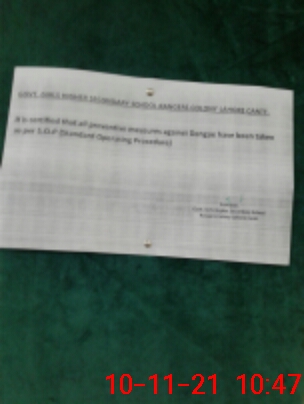 GOVT. GIRLS HIGHER SECONDARY SCHOOL RANGERS COLONY LAHORE CANTT.
It is certified that all preventive measures against Dengue have been taken
as per S.O.P (Standard Operating Procedure)
10-11-21 10:47